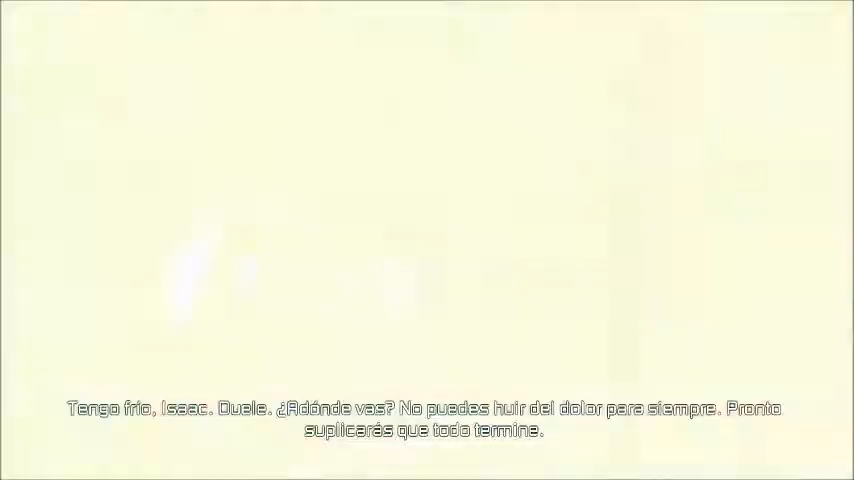 Tengo frío, Isaac. Duele. ¿Adónde vas? No puedes huir del dolor para siempre. Pronto
suplicarás que todo termine.